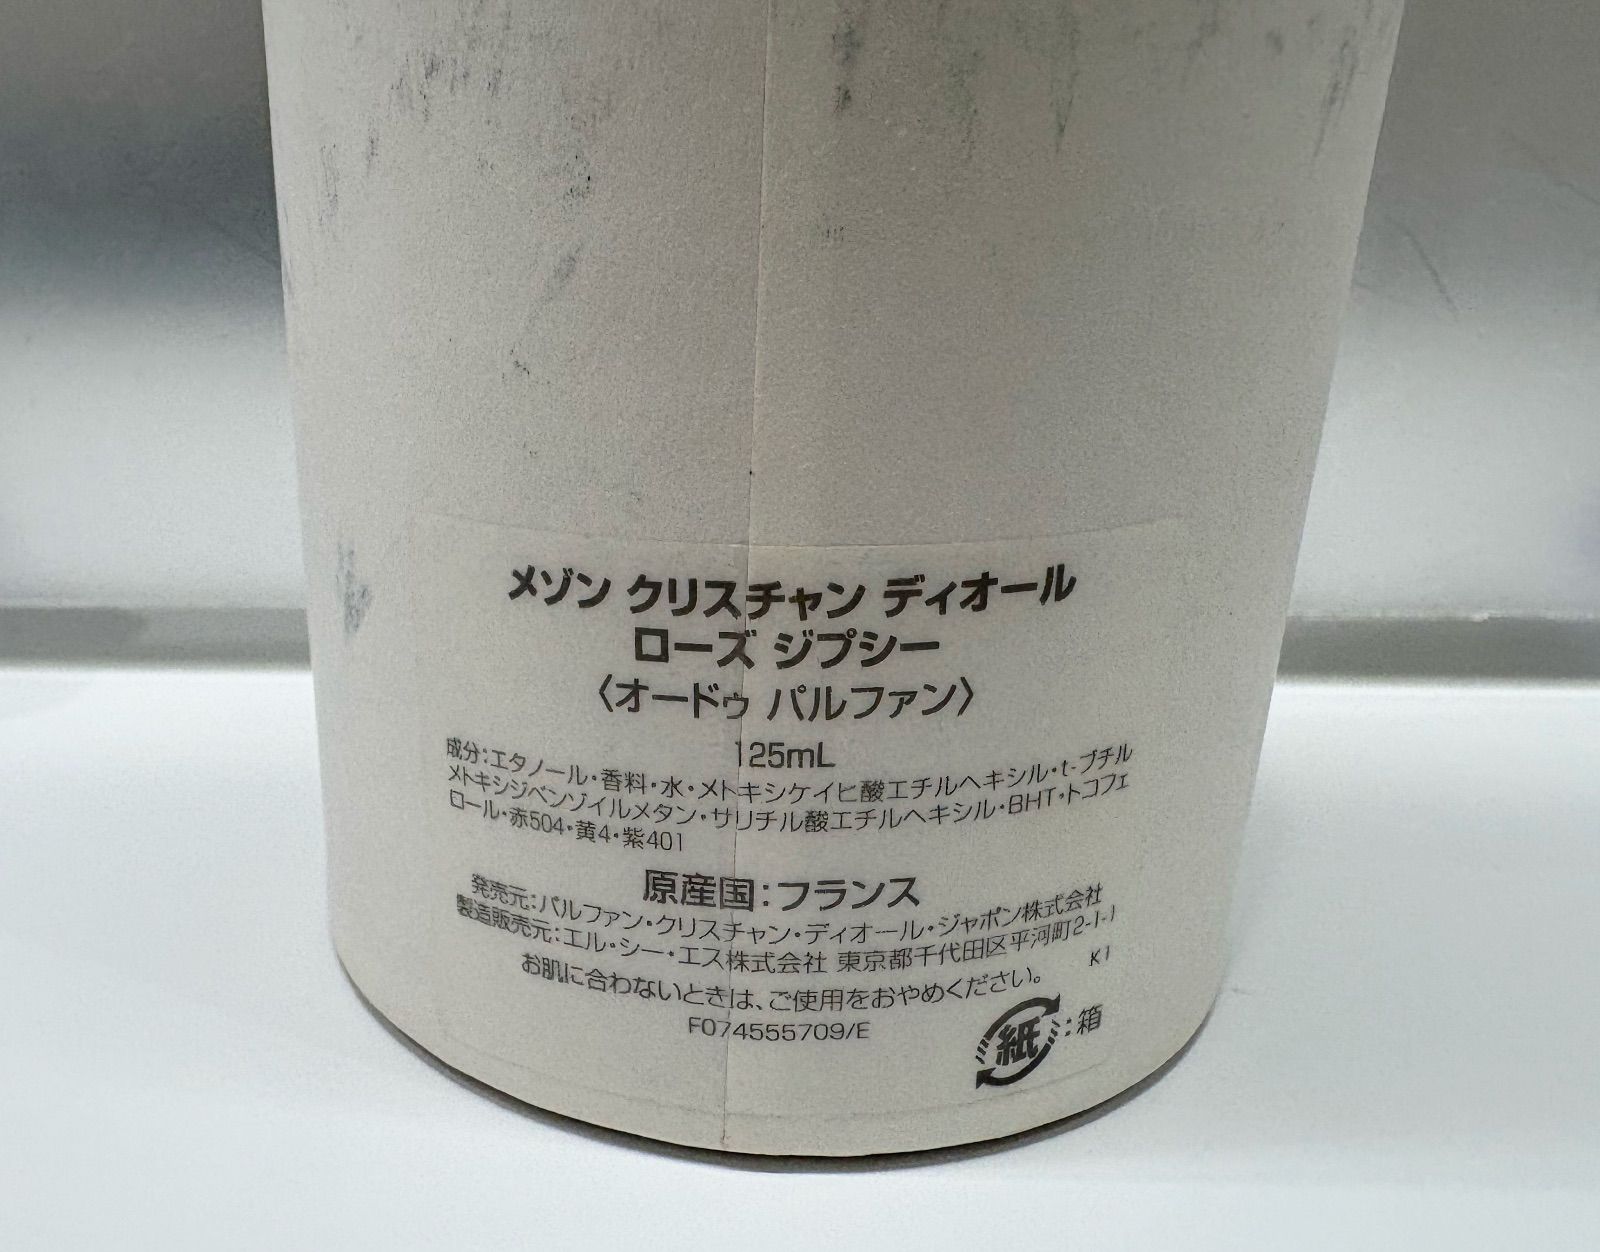 メゾン クリスチャン ディオール
ローズ ジプシー
〈オードゥ パルファン〉
125mL
成分:エタノール・香料・水・メトキシケイヒ酸エチルヘキシル・t-ブチル
メトキシジベンゾイルメタン・サリチル酸エチルヘキシル・BHT・トコフェ
ロール・赤504・黄4・紫401
原産国:フランス
発売元:パルファン・クリスチャン・ディオール・ジャポン株式会社
製造販売元:エル・シー・エス株式会社 東京都千代田区平河町2-1-1
お肌に合わないときは、ご使用をおやめください。 K1
F074555709/E
紙:箱